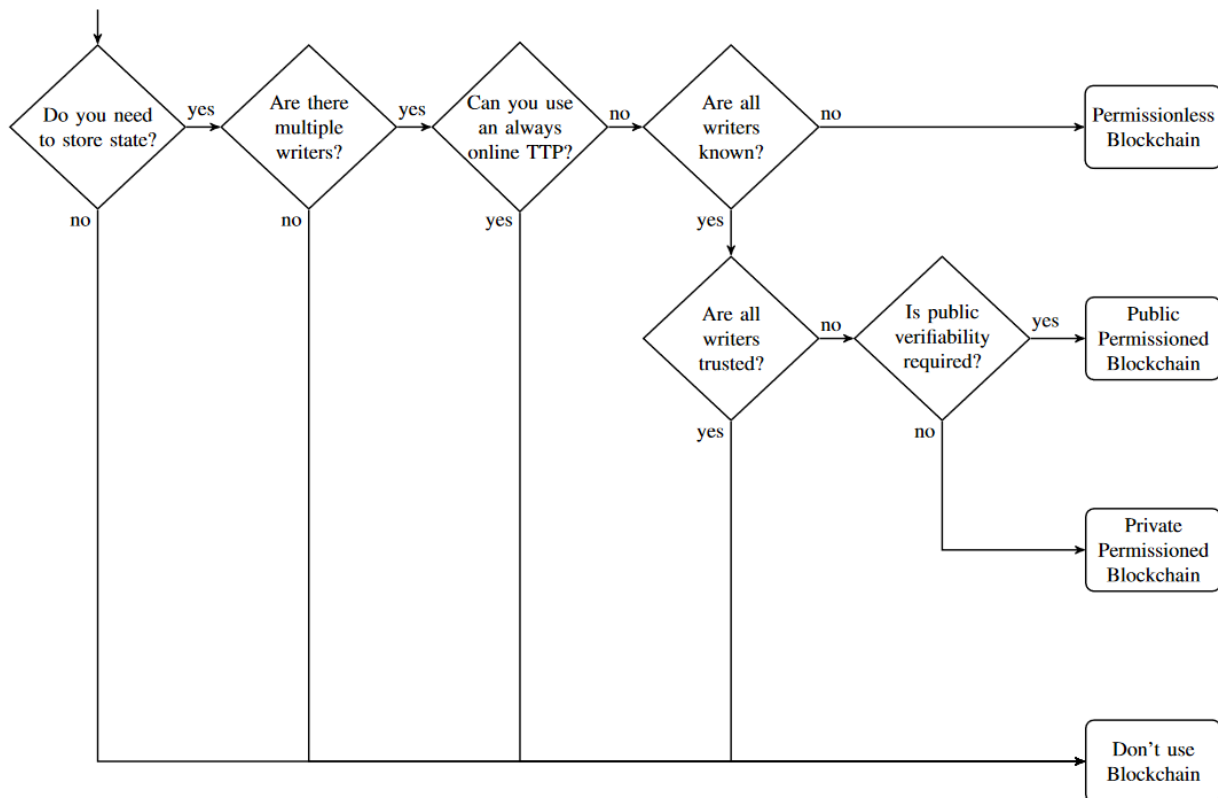 Do you need
to store state?
yes
no
Are there
multiple
writers?
yes
no
Can you use
an always
online TTP?
no
yes
Are all
writers
known?
no
yes
Permissionless
Blockchain
Are all
writers
trusted?
no
yes
Is public
verifiability
required?
yes
no
Public
Permissioned
Blockchain
Private
Permissioned
Blockchain
Don't use
Blockchain